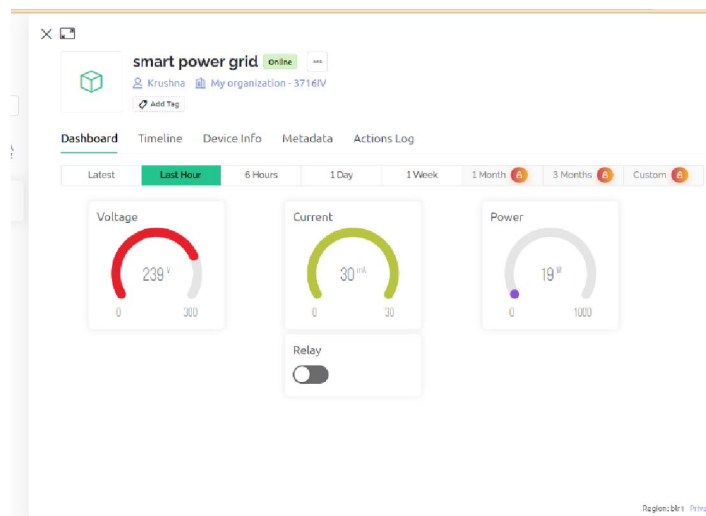 smart power grid Online ...
Krushna My organization - 3716IV
Add Tag
Dashboard Timeline Device Info Metadata Actions Log
Latest Last Hour 6 Hours 1 Day 1 Week 1 Month 3 Months Custom
Voltage Current Power
239 V 30 mA 19 W
0 300 0 30 0 1000
Relay
Region: blr1